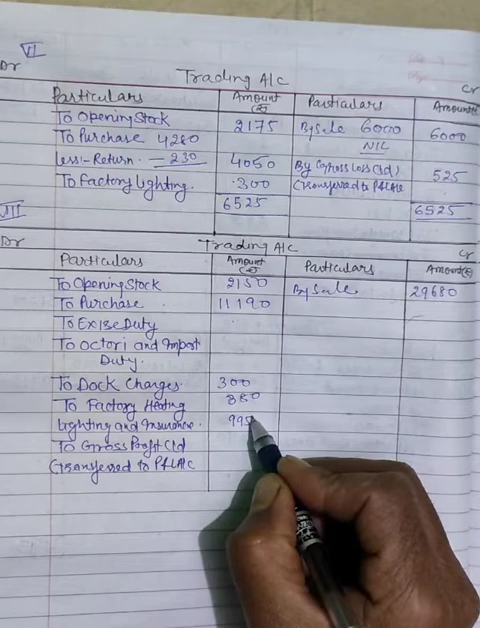 VI
Dr
Trading A/C
Cr
Particulars Amount (₹) Particulars Amount(₹)
To Opening Stock 2175 By Sale 6000 6000
To Purchase 4280 NIL
Less:- Return. — 230 4050 By Gross Loss C/d 525
To Factory Lighting. 300 (Transferred to P&L A/c
6525 6525
VII
Dr
Trading A/C
Cr
Particulars Amount (₹) Particulars Amount(₹)
To Opening Stock 2150 By Sale 29680
To Purchase 11190
To Exise Duty
To octori and Import
Duty.
To Dock Charges. 300
To Factory Heating 880
Lighting and Insurance. 995
To Gross Profit C/d
(Transferred to P&L A/C